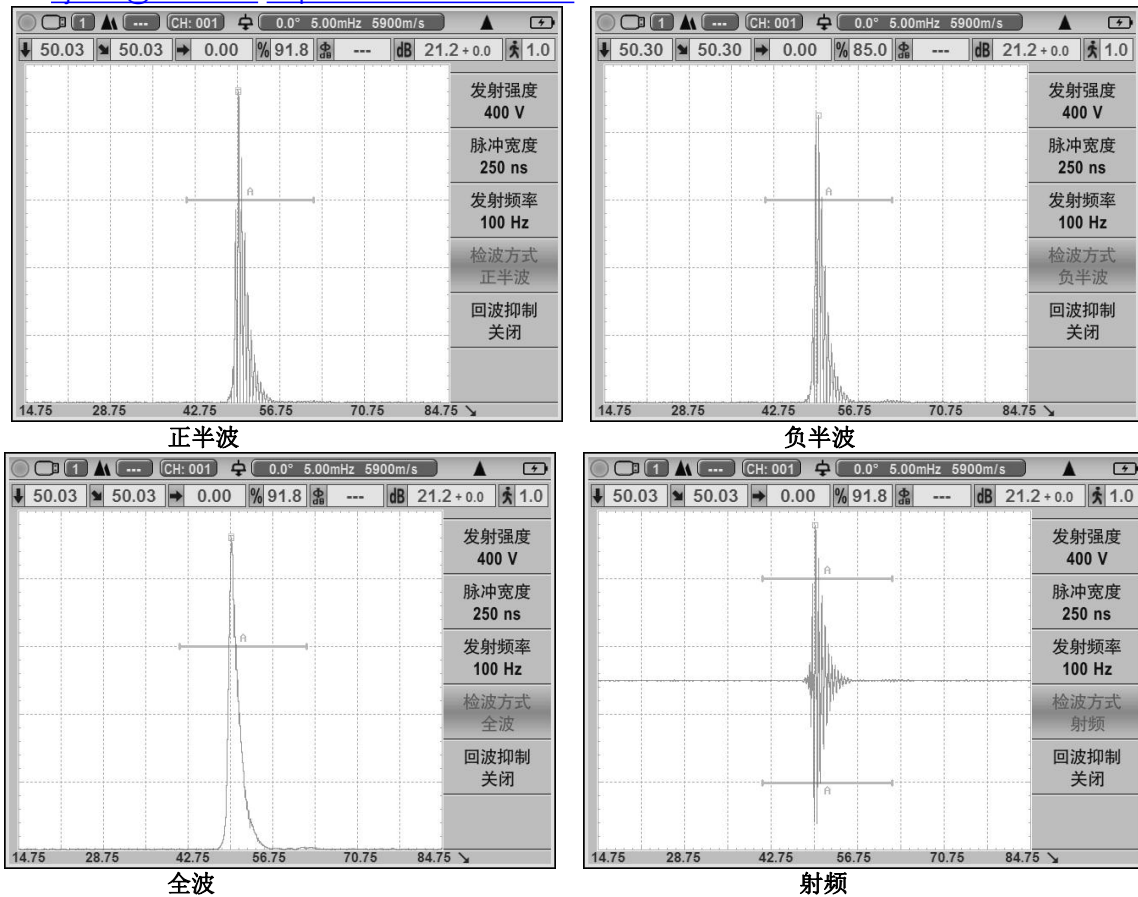 1 --- CH: 001 0.0° 5.00mHz 5900m/s
50.03 50.03 0.00 % 91.8 dB --- dB 21.2 + 0.0 1.0
发射强度
400 V
脉冲宽度
250 ns
发射频率
100 Hz
检波方式
正半波
回波抑制
关闭
A
14.75 28.75 42.75 56.75 70.75 84.75
正半波
1 --- CH: 001 0.0° 5.00mHz 5900m/s
50.30 50.30 0.00 % 85.0 dB --- dB 21.2 + 0.0 1.0
发射强度
400 V
脉冲宽度
250 ns
发射频率
100 Hz
检波方式
负半波
回波抑制
关闭
A
14.75 28.75 42.75 56.75 70.75 84.75
负半波
1 --- CH: 001 0.0° 5.00mHz 5900m/s
50.03 50.03 0.00 % 91.8 dB --- dB 21.2 + 0.0 1.0
发射强度
400 V
脉冲宽度
250 ns
发射频率
100 Hz
检波方式
全波
回波抑制
关闭
A
14.75 28.75 42.75 56.75 70.75 84.75
全波
1 --- CH: 001 0.0° 5.00mHz 5900m/s
50.03 50.03 0.00 % 91.8 dB --- dB 21.2 + 0.0 1.0
发射强度
400 V
脉冲宽度
250 ns
发射频率
100 Hz
检波方式
射频
回波抑制
关闭
A
A
14.75 28.75 42.75 56.75 70.75 84.75
射频